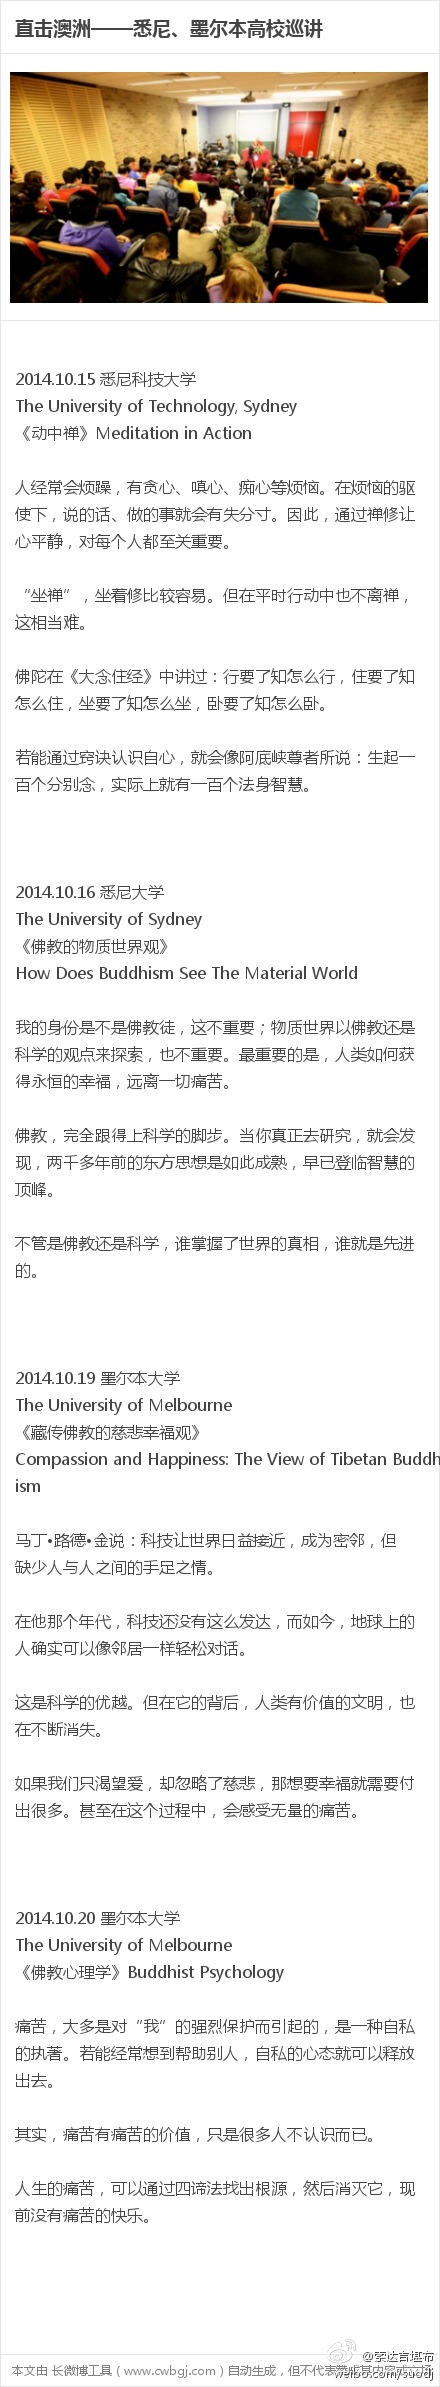 直击澳洲——悉尼、墨尔本高校巡讲
2014.10.15 悉尼科技大学
The University of Technology, Sydney
《动中禅》Meditation in Action
人经常会烦躁，有贪心、嗔心、痴心等烦恼。在烦恼的驱
使下，说的话、做的事就会有失分寸。因此，通过禅修让
心平静，对每个人都至关重要。
“坐禅”，坐着修比较容易。但在平时行动中也不离禅，
这相当难。
佛陀在《大念住经》中讲过：行要了知怎么行，住要了知
怎么住，坐要了知怎么坐，卧要了知怎么卧。
若能通过窍诀认识自心，就会像阿底峡尊者所说：生起一
百个分别念，实际上就有一百个法身智慧。
2014.10.16 悉尼大学
The University of Sydney
《佛教的物质世界观》
How Does Buddhism See The Material World
我的身份是不是佛教徒，这不重要；物质世界以佛教还是
科学的观点来探索，也不重要。最重要的是，人类如何获
得永恒的幸福，远离一切痛苦。
佛教，完全跟得上科学的脚步。当你真正去研究，就会发
现，两千多年前的东方思想是如此成熟，早已登临智慧的
顶峰。
不管是佛教还是科学，谁掌握了世界的真相，谁就是先进
的。
2014.10.19 墨尔本大学
The University of Melbourne
《藏传佛教的慈悲幸福观》
Compassion and Happiness: The View of Tibetan Buddh
ism
马丁•路德•金说：科技让世界日益接近，成为密邻，但
缺少人与人之间的手足之情。
在他那个年代，科技还没有这么发达，而如今，地球上的
人确实可以像邻居一样轻松对话。
这是科学的优越。但在它的背后，人类有价值的文明，也
在不断消失。
如果我们只渴望爱，却忽略了慈悲，那想要幸福就需要付
出很多。甚至在这个过程中，会感受无量的痛苦。
2014.10.20 墨尔本大学
The University of Melbourne
《佛教心理学》Buddhist Psychology
痛苦，大多是对“我”的强烈保护而引起的，是一种自私
的执著。若能经常想到帮助别人，自私的心态就可以释放
出去。
其实，痛苦有痛苦的价值，只是很多人不认识而已。
人生的痛苦，可以通过四谛法找出根源，然后消灭它，现
前没有痛苦的快乐。
@索达吉堪布
本文由 长微博工具（www.cwbgj.com）自动生成，但不代表
weibo.com/suodj